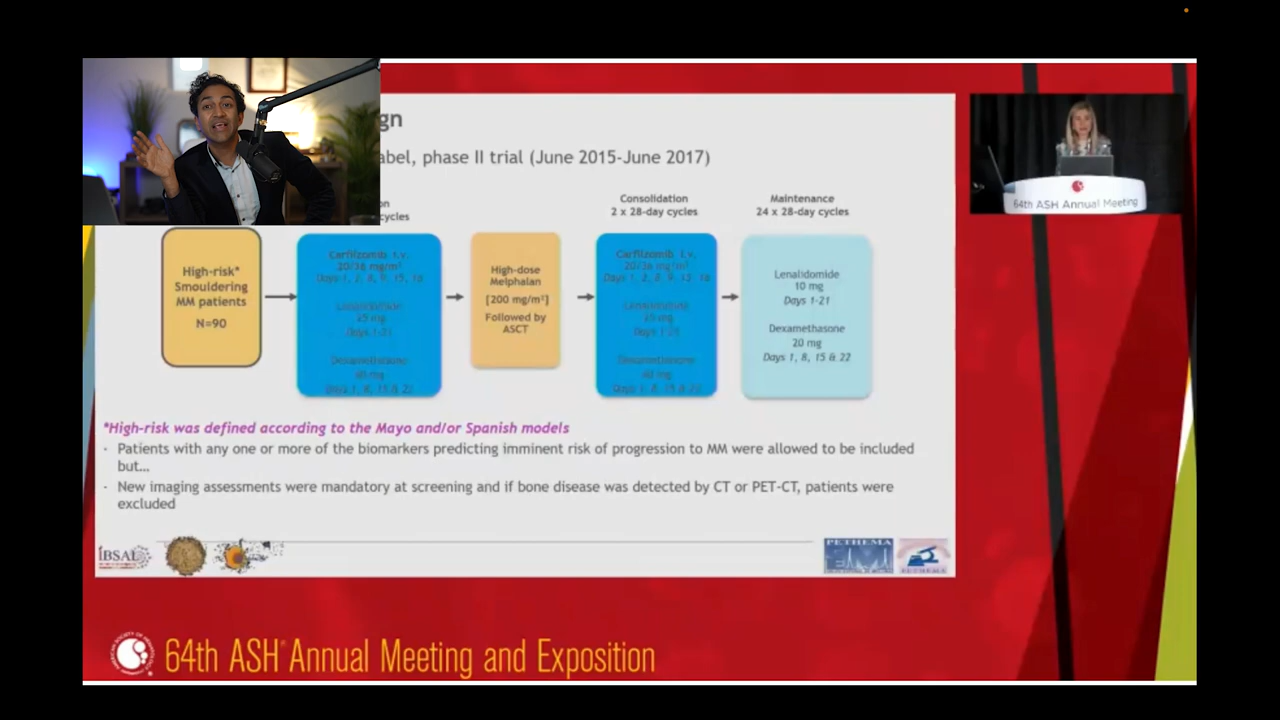 gn
abel, phase II trial (June 2015-June 2017)
on
cycles
Consolidation
2 x 28-day cycles
Maintenance
24 x 28-day cycles
High-risk*
Smouldering
MM patients
N=90
Carfilzomib i.v.
20/36 mg/m²
Days 1, 2, 8, 9, 15, 16
Lenalidomide
25 mg
Days 1-21
Dexamethasone
40 mg
Days 1, 8, 15 & 22
High-dose
Melphalan
[200 mg/m²]
Followed by
ASCT
Carfilzomib i.v.
20/36 mg/m²
Days 1, 2, 8, 9, 15, 16
Lenalidomide
25 mg
Days 1-21
Dexamethasone
40 mg
Days 1, 8, 15 & 22
Lenalidomide
10 mg
Days 1-21
Dexamethasone
20 mg
Days 1, 8, 15 & 22
*High-risk was defined according to the Mayo and/or Spanish models
- Patients with any one or more of the biomarkers predicting imminent risk of progression to MM were allowed to be included
but...
- New imaging assessments were mandatory at screening and if bone disease was detected by CT or PET-CT, patients were
excluded
IBSAL
PETHEMA
PETHEMA
64th ASH Annual Meeting
64th ASH® Annual Meeting and Exposition